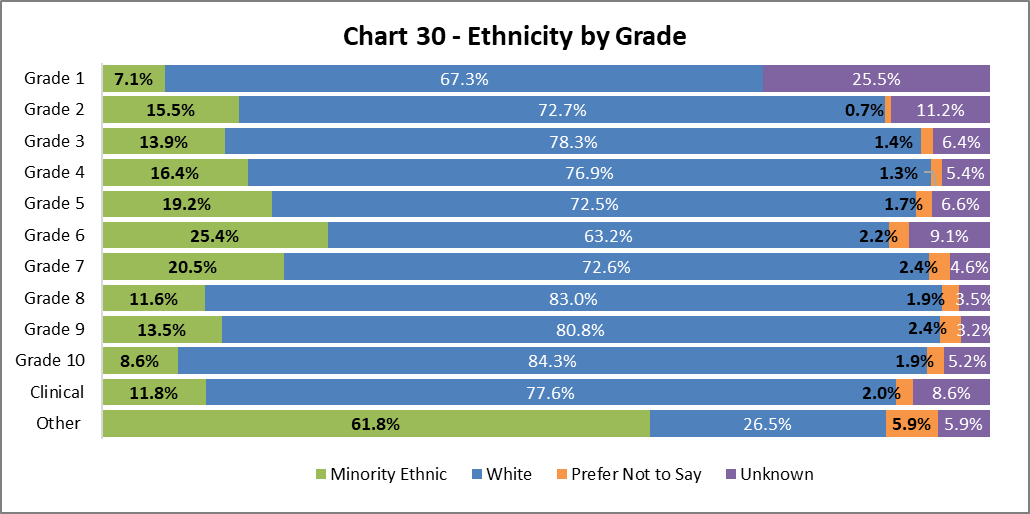 Chart 30 - Ethnicity by Grade
Grade 1 7.1% 67.3% 25.5%
Grade 2 15.5% 72.7% 0.7% 11.2%
Grade 3 13.9% 78.3% 1.4% 6.4%
Grade 4 16.4% 76.9% 1.3% 5.4%
Grade 5 19.2% 72.5% 1.7% 6.6%
Grade 6 25.4% 63.2% 2.2% 9.1%
Grade 7 20.5% 72.6% 2.4% 4.6%
Grade 8 11.6% 83.0% 1.9% 3.5%
Grade 9 13.5% 80.8% 2.4% 3.2%
Grade 10 8.6% 84.3% 1.9% 5.2%
Clinical 11.8% 77.6% 2.0% 8.6%
Other 61.8% 26.5% 5.9% 5.9%
Minority Ethnic White Prefer Not to Say Unknown